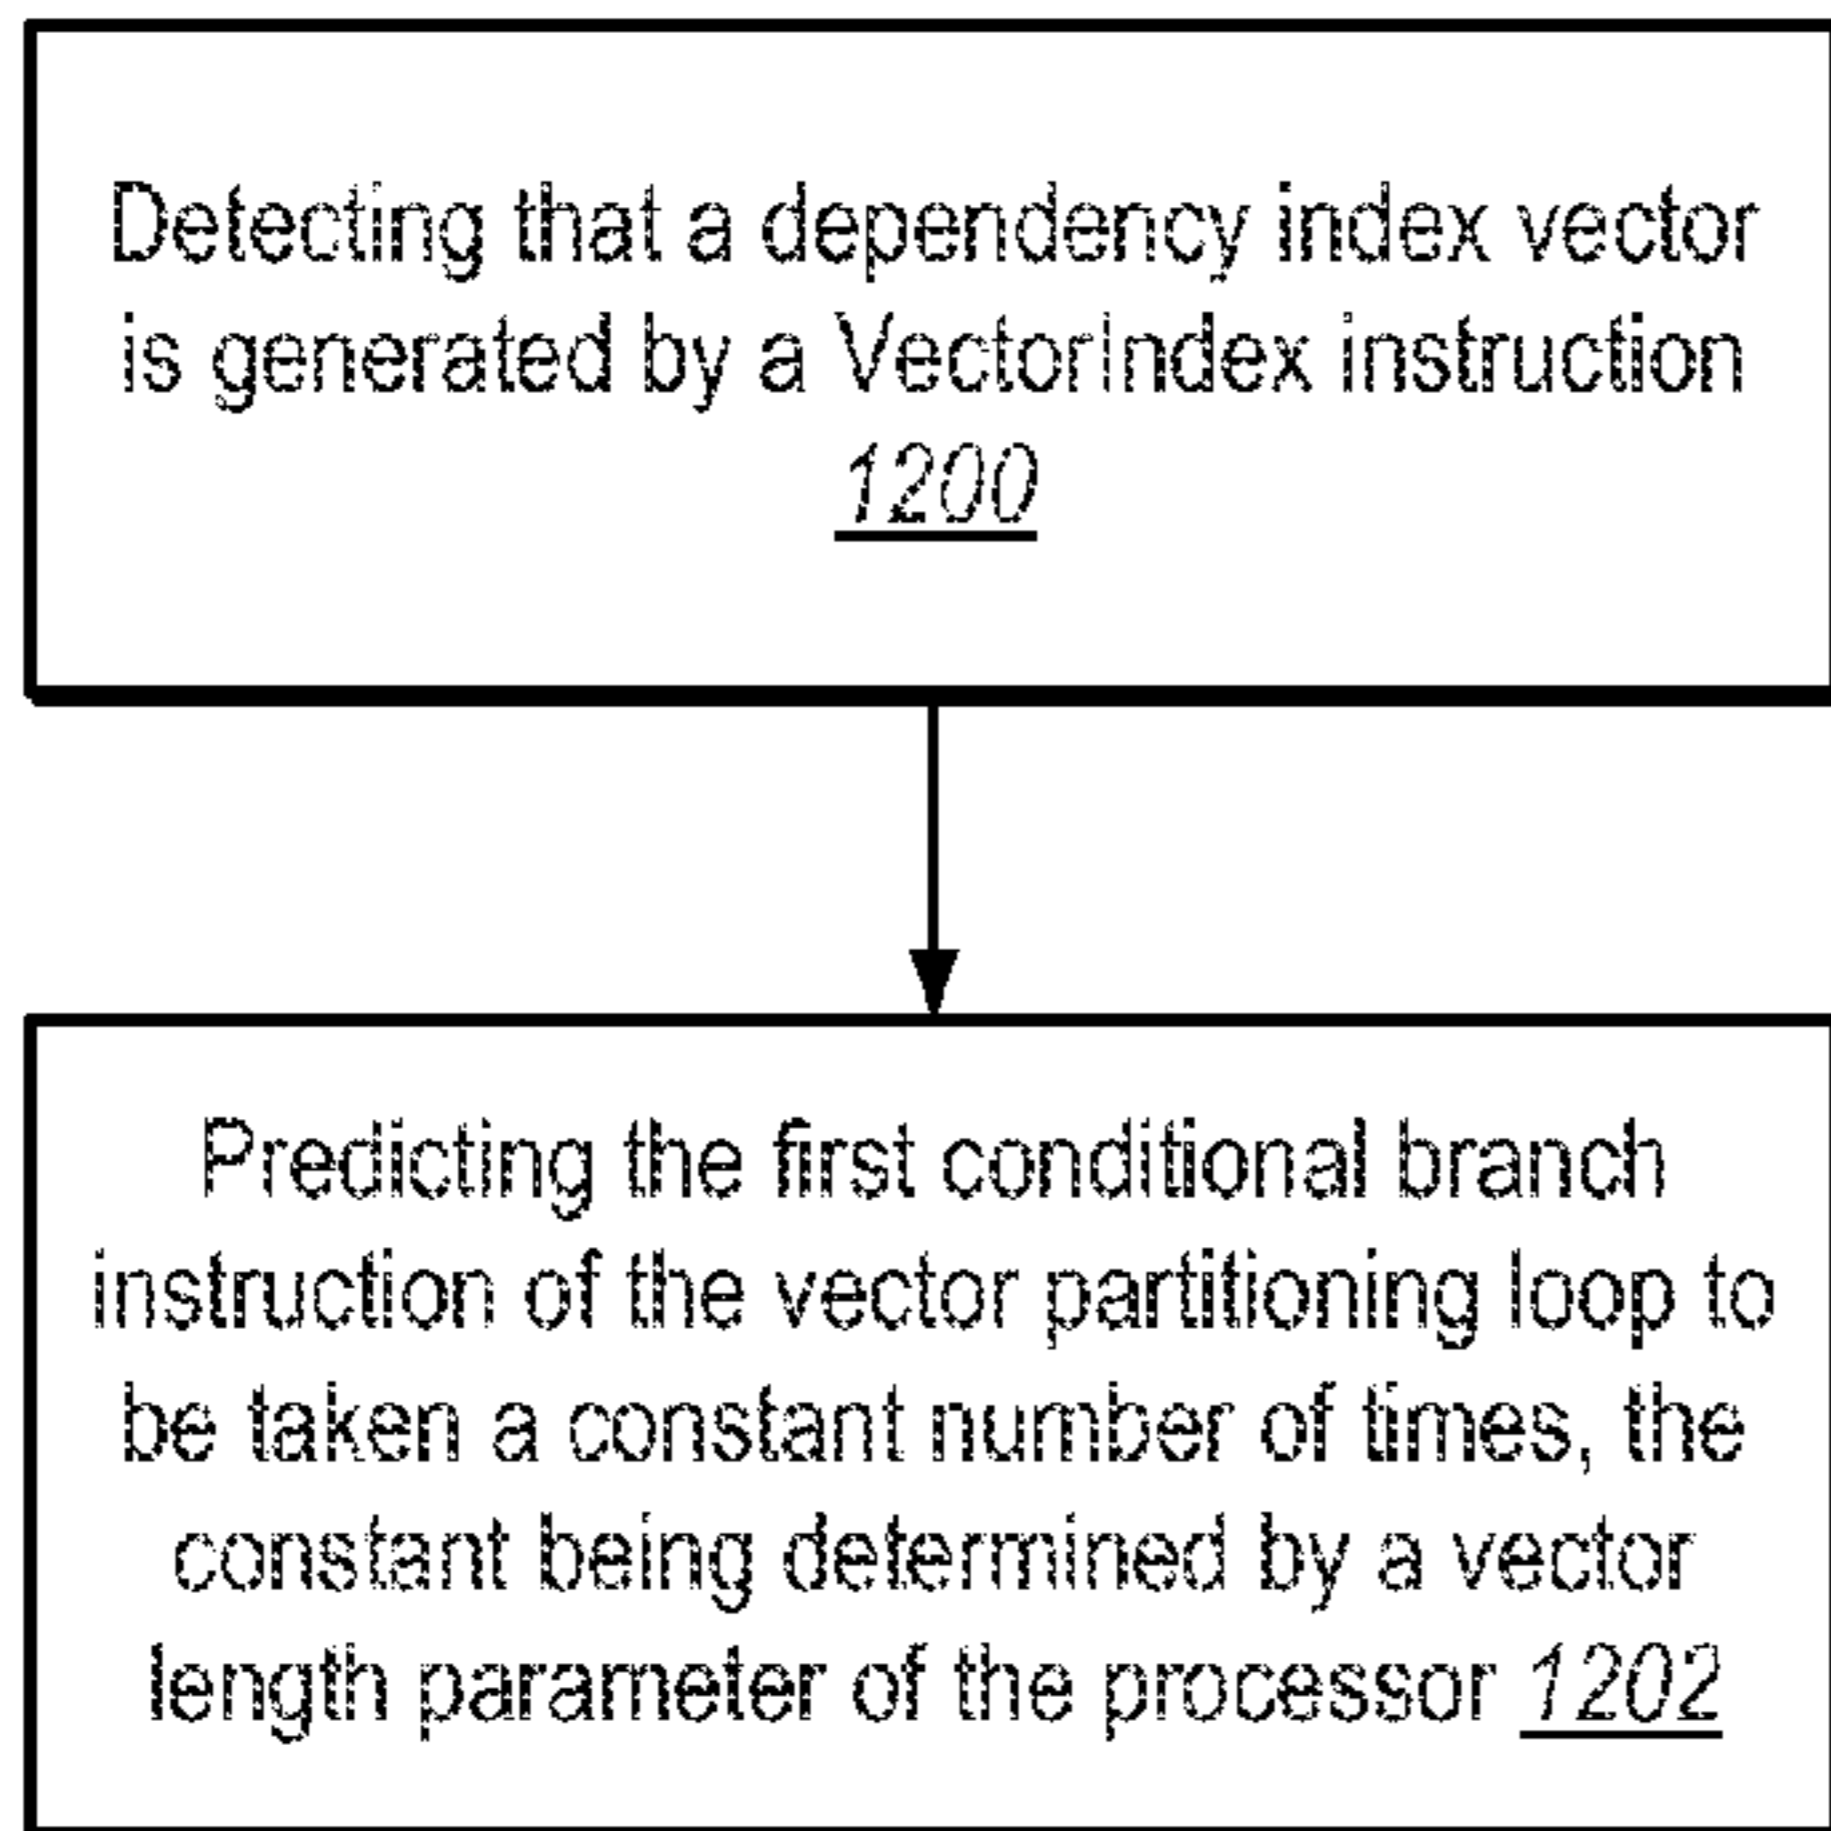 Detecting that a dependency index vector
is generated by a VectorIndex instruction
1200
Predicting the first conditional branch
instruction of the vector partitioning loop to
be taken a constant number of times, the
constant being determined by a vector
length parameter of the processor 1202